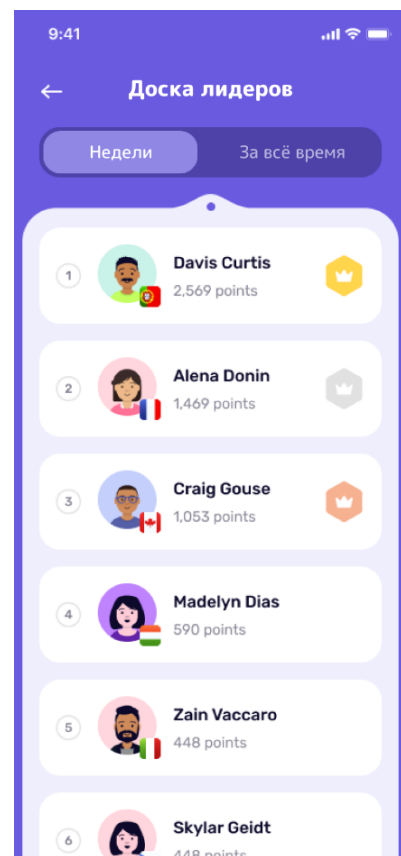 9:41
Доска лидеров
Недели
За всё время
1
Davis Curtis
2,569 points
2
Alena Donin
1,469 points
3
Craig Gouse
1,053 points
4
Madelyn Dias
590 points
5
Zain Vaccaro
448 points
6
Skylar Geidt
448 points